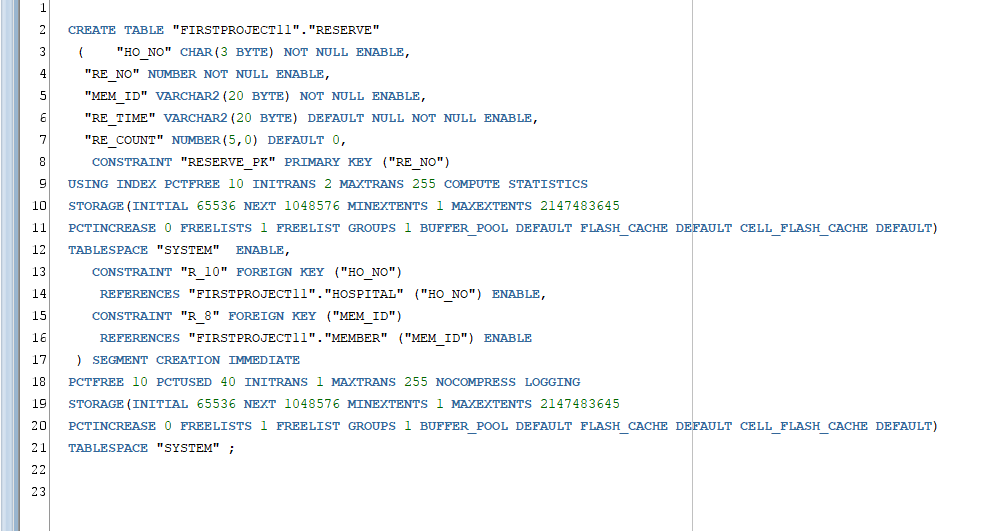 1
2 CREATE TABLE "FIRSTPROJECT11"."RESERVE"
3 ( "HO_NO" CHAR(3 BYTE) NOT NULL ENABLE,
4 "RE_NO" NUMBER NOT NULL ENABLE,
5 "MEM_ID" VARCHAR2(20 BYTE) NOT NULL ENABLE,
6 "RE_TIME" VARCHAR2(20 BYTE) DEFAULT NULL NOT NULL ENABLE,
7 "RE_COUNT" NUMBER(5,0) DEFAULT 0,
8 CONSTRAINT "RESERVE_PK" PRIMARY KEY ("RE_NO")
9 USING INDEX PCTFREE 10 INITRANS 2 MAXTRANS 255 COMPUTE STATISTICS
10 STORAGE(INITIAL 65536 NEXT 1048576 MINEXTENTS 1 MAXEXTENTS 2147483645
11 PCTINCREASE 0 FREELISTS 1 FREELIST GROUPS 1 BUFFER_POOL DEFAULT FLASH_CACHE DEFAULT CELL_FLASH_CACHE DEFAULT)
12 TABLESPACE "SYSTEM"  ENABLE,
13 CONSTRAINT "R_10" FOREIGN KEY ("HO_NO")
14 REFERENCES "FIRSTPROJECT11"."HOSPITAL" ("HO_NO") ENABLE,
15 CONSTRAINT "R_8" FOREIGN KEY ("MEM_ID")
16 REFERENCES "FIRSTPROJECT11"."MEMBER" ("MEM_ID") ENABLE
17 ) SEGMENT CREATION IMMEDIATE
18 PCTFREE 10 PCTUSED 40 INITRANS 1 MAXTRANS 255 NOCOMPRESS LOGGING
19 STORAGE(INITIAL 65536 NEXT 1048576 MINEXTENTS 1 MAXEXTENTS 2147483645
20 PCTINCREASE 0 FREELISTS 1 FREELIST GROUPS 1 BUFFER_POOL DEFAULT FLASH_CACHE DEFAULT CELL_FLASH_CACHE DEFAULT)
21 TABLESPACE "SYSTEM" ;
22
23